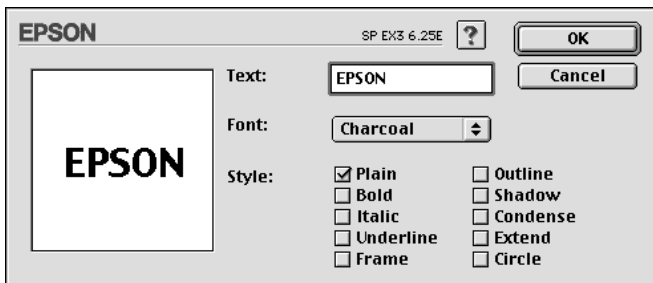 EPSON
SP EX3 6.25E ? OK
Text: EPSON Cancel
Font: Charcoal
EPSON
Style: Plain Outline
Bold Shadow
Italic Condense
Underline Extend
Frame Circle